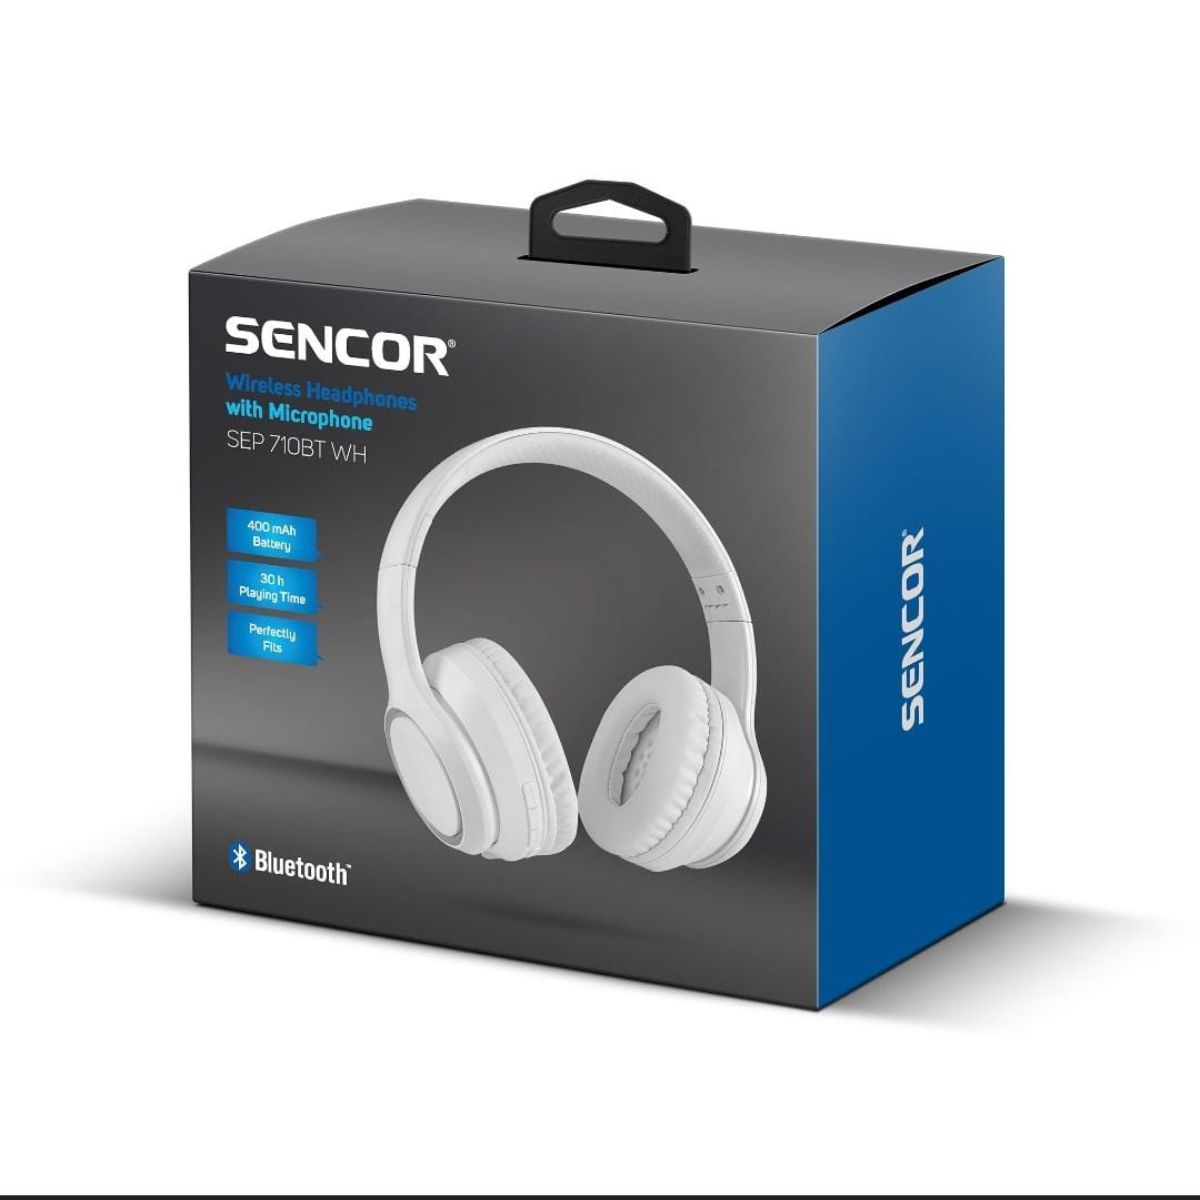 SENCOR®
Wireless Headphones
with Microphone
SEP 710BT WH
400 mAh
Battery
30 h
Playing Time
Perfectly
Fits
Bluetooth™
SENCOR®